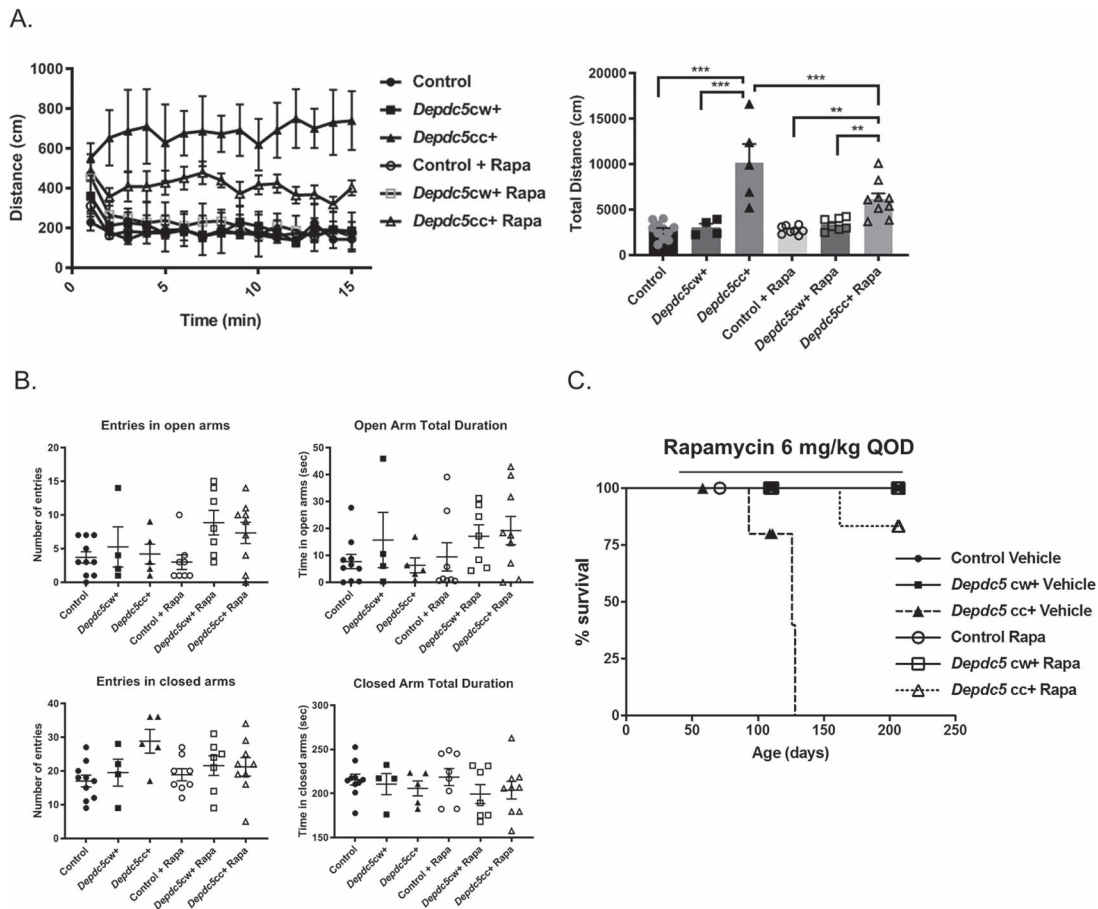 A.
1000
800
600
400
200
0
Distance (cm)
0
5
10
15
Time (min)
Control
Depdc5cw+
Depdc5cc+
Control + Rapa
Depdc5cw+ Rapa
Depdc5cc+ Rapa
20000
15000
10000
5000
0
Total Distance (cm)
***
***
***
**
**
Control
Depdc5cw+
Depdc5cc+
Control + Rapa
Depdc5cw+ Rapa
Depdc5cc+ Rapa
B.
Entries in open arms
20
15
10
5
0
Number of entries
Control
Depdc5cw+
Depdc5cc+
Control + Rapa
Depdc5cw+ Rapa
Depdc5cc+ Rapa
Open Arm Total Duration
50
40
30
20
10
0
Time in open arms (sec)
Control
Depdc5cw+
Depdc5cc+
Control + Rapa
Depdc5cw+ Rapa
Depdc5cc+ Rapa
Entries in closed arms
40
30
20
10
0
Number of entries
Control
Depdc5cw+
Depdc5cc+
Control + Rapa
Depdc5cw+ Rapa
Depdc5cc+ Rapa
Closed Arm Total Duration
300
250
200
150
Time in closed arms (sec)
Control
Depdc5cw+
Depdc5cc+
Control + Rapa
Depdc5cw+ Rapa
Depdc5cc+ Rapa
C.
Rapamycin 6 mg/kg QOD
100
75
50
25
0
% survival
0
50
100
150
200
250
Age (days)
Control Vehicle
Depdc5 cw+ Vehicle
Depdc5 cc+ Vehicle
Control Rapa
Depdc5 cw+ Rapa
Depdc5 cc+ Rapa